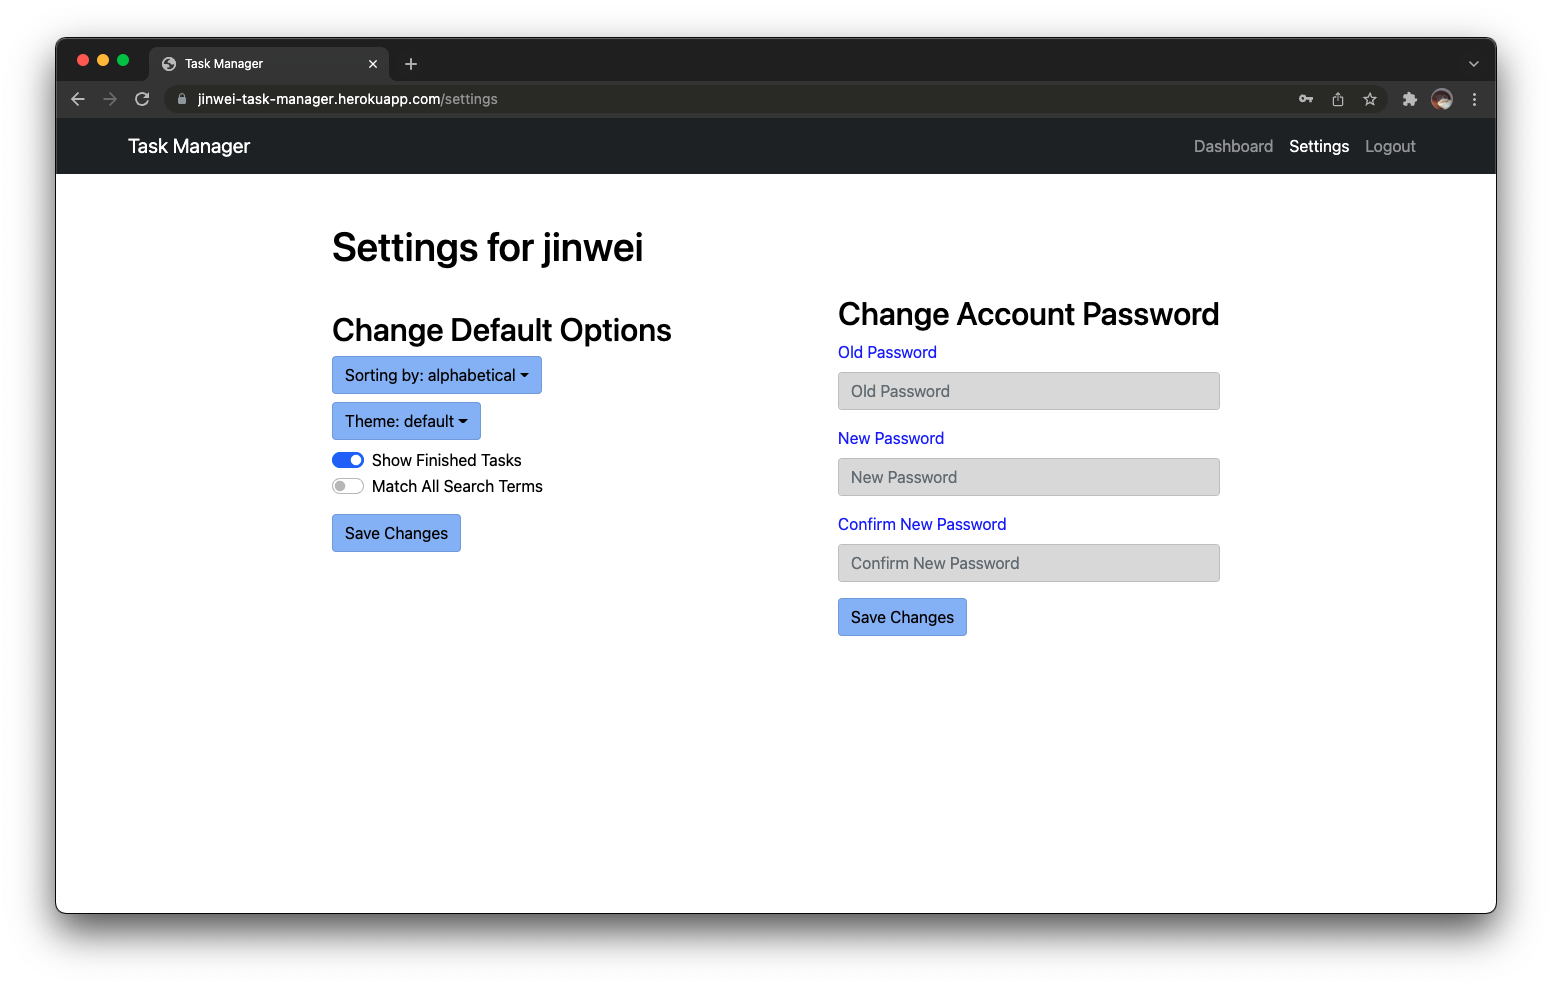 Task Manager
jinwei-task-manager.herokuapp.com/settings
Task Manager
Dashboard Settings Logout
Settings for jinwei
Change Default Options
Sorting by: alphabetical
Theme: default
Show Finished Tasks
Match All Search Terms
Save Changes
Change Account Password
Old Password
Old Password
New Password
New Password
Confirm New Password
Confirm New Password
Save Changes